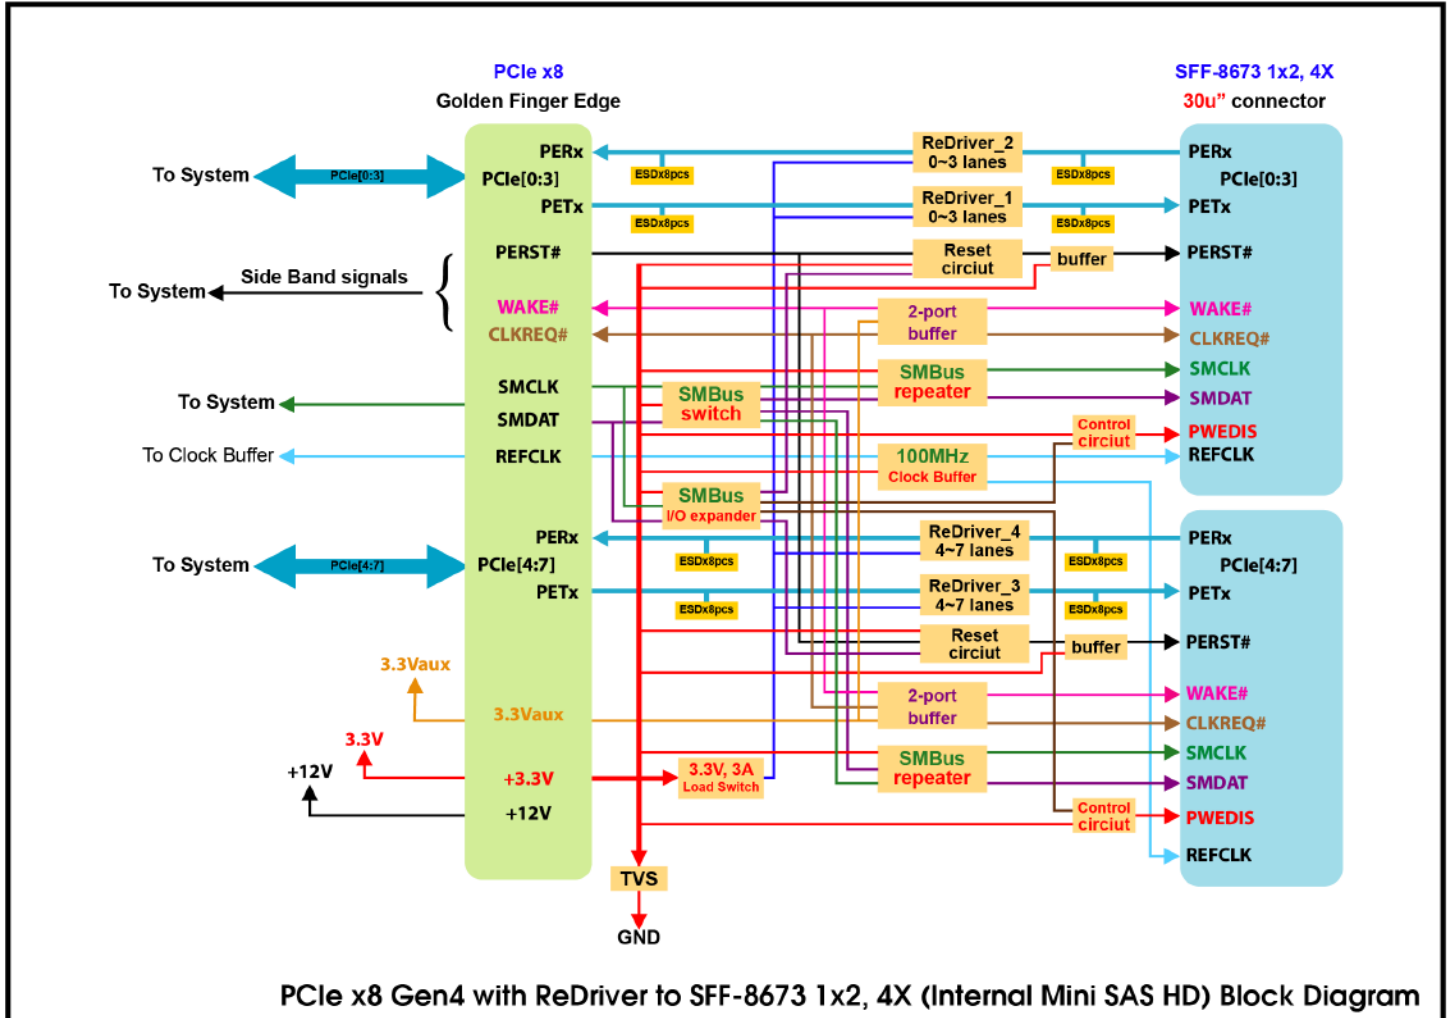 PCIe x8
Golden Finger Edge
SFF-8673 1x2, 4X
30u" connector
To System
PCIe[0:3]
PERx
PCIe[0:3]
PETx
ESDx8pcs
ESDx8pcs
ReDriver_2
0~3 lanes
ReDriver_1
0~3 lanes
ESDx8pcs
ESDx8pcs
PERx
PCIe[0:3]
PETx
To System
Side Band signals
PERST#
WAKE#
CLKREQ#
Reset
circiut
buffer
PERST#
2-port
buffer
WAKE#
CLKREQ#
To System
SMCLK
SMDAT
SMBus
switch
SMBus
repeater
SMCLK
SMDAT
Control
circiut
PWEDIS
To Clock Buffer
REFCLK
100MHz
Clock Buffer
REFCLK
SMBus
I/O expander
To System
PCIe[4:7]
PERx
PCIe[4:7]
PETx
ESDx8pcs
ESDx8pcs
ReDriver_4
4~7 lanes
ReDriver_3
4~7 lanes
ESDx8pcs
ESDx8pcs
PERx
PCIe[4:7]
PETx
Reset
circiut
buffer
PERST#
3.3Vaux
3.3Vaux
2-port
buffer
WAKE#
CLKREQ#
3.3V
+3.3V
3.3V, 3A
Load Switch
SMBus
repeater
SMCLK
SMDAT
+12V
+12V
Control
circiut
PWEDIS
REFCLK
TVS
GND
PCIe x8 Gen4 with ReDriver to SFF-8673 1x2, 4X (Internal Mini SAS HD) Block Diagram